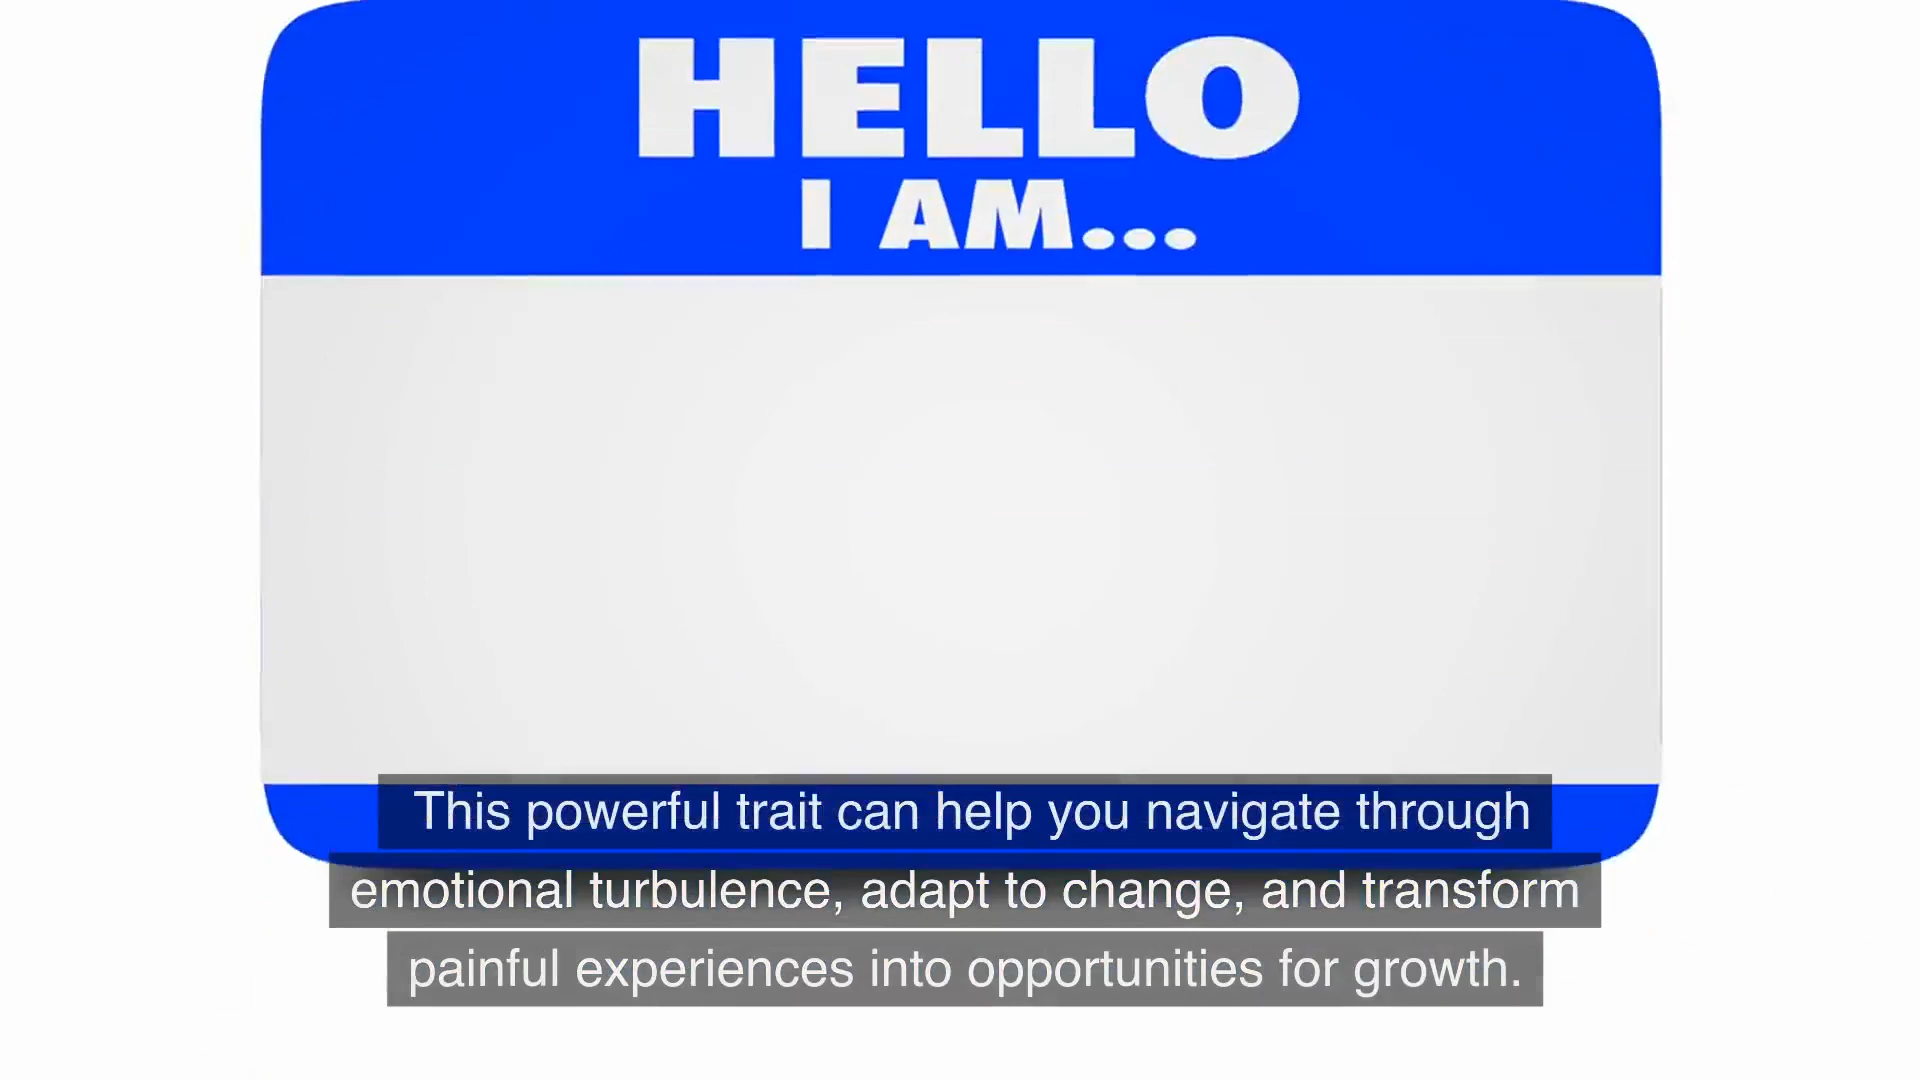 HELLO
I AM...
This powerful trait can help you navigate through
emotional turbulence, adapt to change, and transform
painful experiences into opportunities for growth.